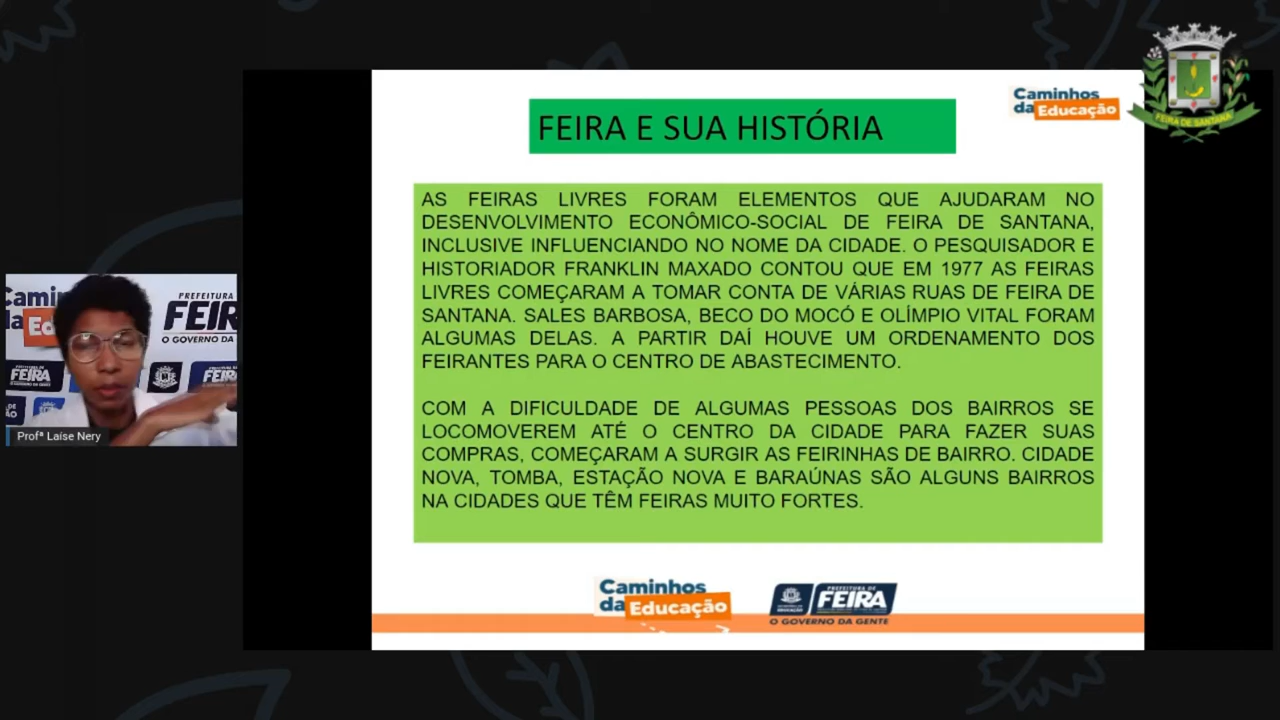 Caminhos
da Educação
FEIRA DE SANTANA
FEIRA E SUA HISTÓRIA
AS FEIRAS LIVRES FORAM ELEMENTOS QUE AJUDARAM NO
DESENVOLVIMENTO ECONÔMICO-SOCIAL DE FEIRA DE SANTANA,
INCLUSIVE INFLUENCIANDO NO NOME DA CIDADE. O PESQUISADOR E
HISTORIADOR FRANKLIN MAXADO CONTOU QUE EM 1977 AS FEIRAS
LIVRES COMEÇARAM A TOMAR CONTA DE VÁRIAS RUAS DE FEIRA DE
SANTANA. SALES BARBOSA, BECO DO MOCÓ E OLÍMPIO VITAL FORAM
ALGUMAS DELAS. A PARTIR DAÍ HOUVE UM ORDENAMENTO DOS
FEIRANTES PARA O CENTRO DE ABASTECIMENTO.
COM A DIFICULDADE DE ALGUMAS PESSOAS DOS BAIRROS SE
LOCOMOVEREM ATÉ O CENTRO DA CIDADE PARA FAZER SUAS
COMPRAS, COMEÇARAM A SURGIR AS FEIRINHAS DE BAIRRO. CIDADE
NOVA, TOMBA, ESTAÇÃO NOVA E BARAÚNAS SÃO ALGUNS BAIRROS
NA CIDADES QUE TÊM FEIRAS MUITO FORTES.
PREFEITURA
FEIR
O GOVERNO DA
FEIRA
Profª Laíse Nery
Caminhos
da Educação
PREFEITURA DE
FEIRA
O GOVERNO DA GENTE